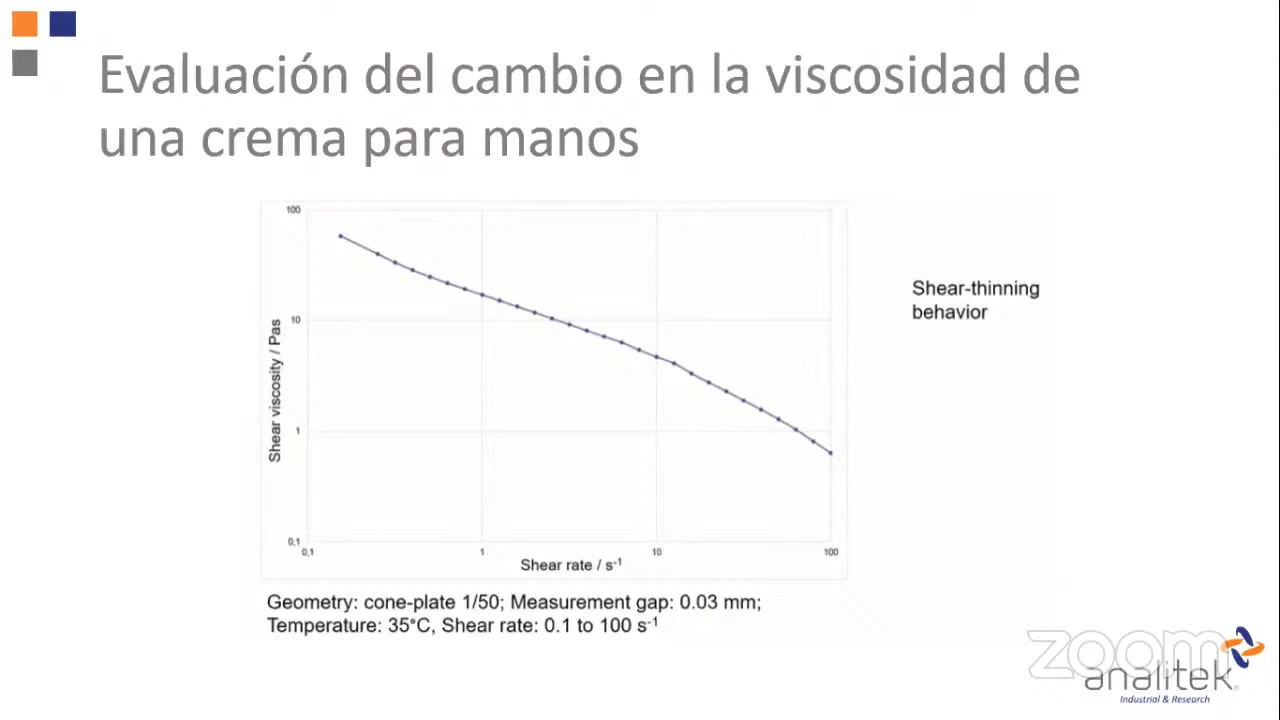 Evaluación del cambio en la viscosidad de
una crema para manos
100
10
1
0,1
Shear viscosity / Pas
0,1
1
10
100
Shear rate / s⁻¹
Shear-thinning
behavior
Geometry: cone-plate 1/50; Measurement gap: 0.03 mm;
Temperature: 35°C, Shear rate: 0.1 to 100 s⁻¹
zoom
analitek
Industrial & Research